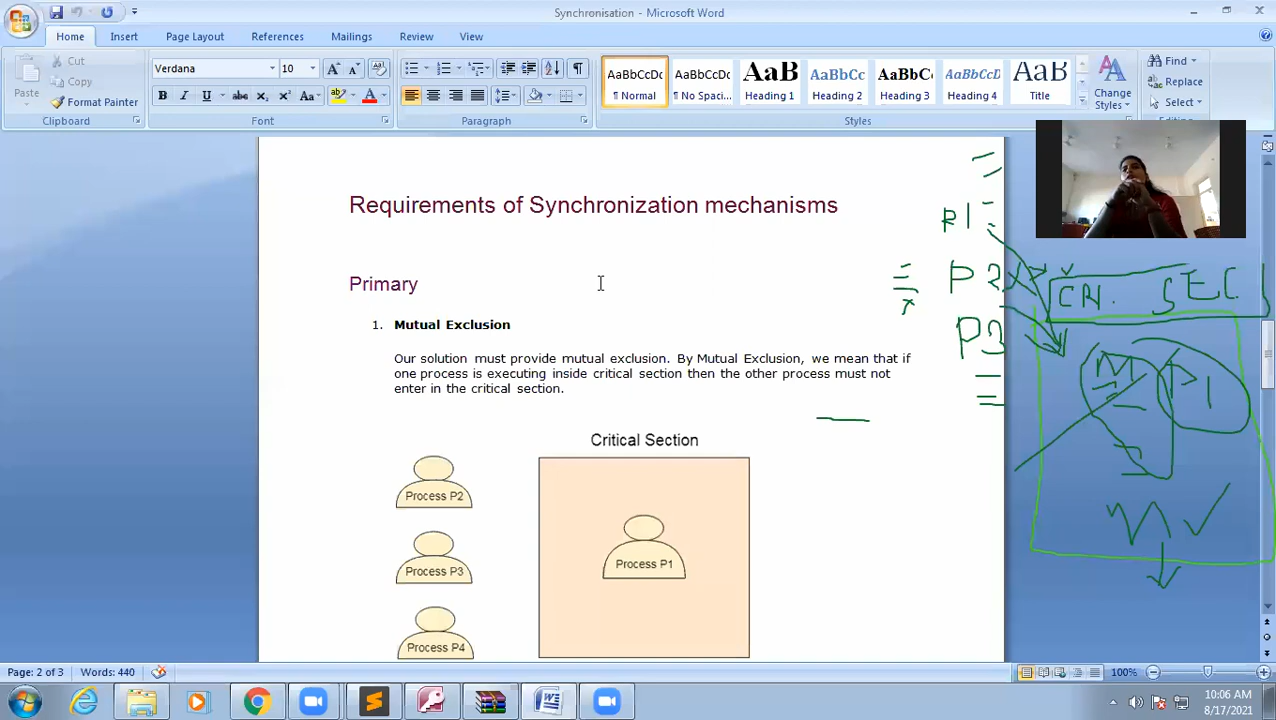 Synchronisation - Microsoft Word
Home Insert Page Layout References Mailings Review View
Paste
Cut
Copy
Format Painter
Clipboard
Verdana 10
Font
Paragraph
AaBbCcDc AaBbCcDc AaB AaBbCc AaBbCc AaBbCcD AaB
¶ Normal ¶ No Spaci... Heading 1 Heading 2 Heading 3 Heading 4 Title
Styles
Change
Styles
Find
Replace
Select
Requirements of Synchronization mechanisms
Primary
1. Mutual Exclusion
Our solution must provide mutual exclusion. By Mutual Exclusion, we mean that if
one process is executing inside critical section then the other process must not
enter in the critical section.
Critical Section
Process P2
Process P3
Process P4
Process P1
P1
P2
P3
CR. SEC
M
P1
M
Page: 2 of 3 Words: 440
100%
10:06 AM
8/17/2021